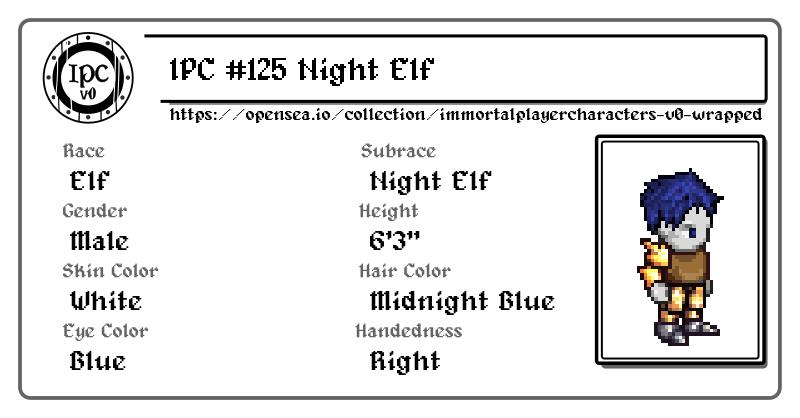 IPC v0
IPC #125 Night Elf
https://opensea.io/collection/immortalplayercharacters-v0-wrapped
Race
Elf
Subrace
Night Elf
Gender
Male
Height
6'3"
Skin Color
White
Hair Color
Midnight Blue
Eye Color
Blue
Handedness
Right